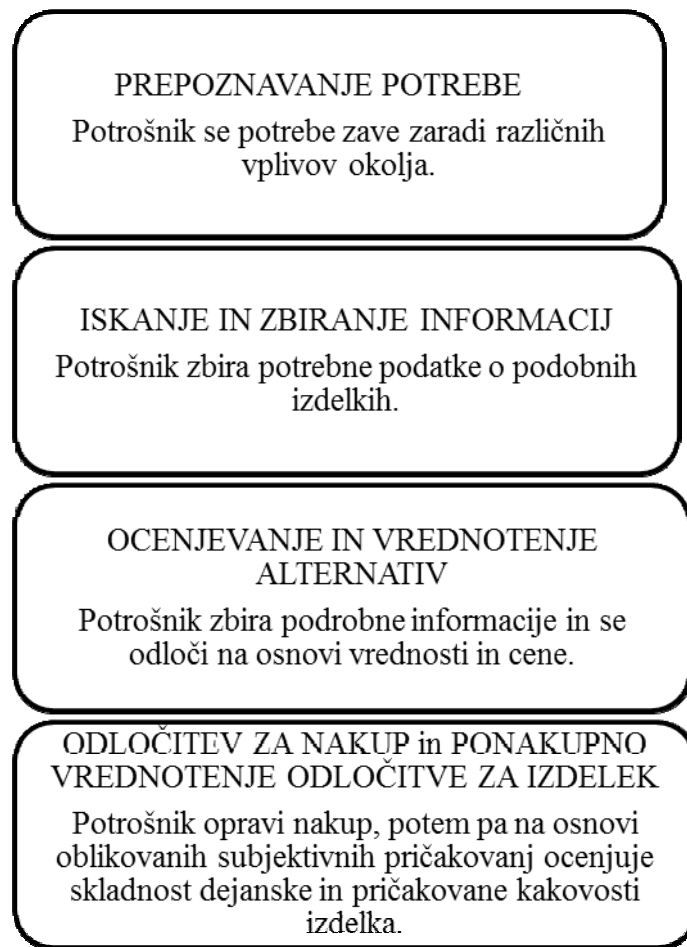 PREPOZNAVANJE POTREBE
Potrošnik se potrebe zave zaradi različnih
vplivov okolja.
ISKANJE IN ZBIRANJE INFORMACIJ
Potrošnik zbira potrebne podatke o podobnih
izdelkih.
OCENJEVANJE IN VREDNOTENJE
ALTERNATIV
Potrošnik zbira podrobne informacije in se
odloči na osnovi vrednosti in cene.
ODLOČITEV ZA NAKUP in PONAKUPNO
VREDNOTENJE ODLOČITVE ZA IZDELEK
Potrošnik opravi nakup, potem pa na osnovi
oblikovanih subjektivnih pričakovanj ocenjuje
skladnost dejanske in pričakovane kakovosti
izdelka.